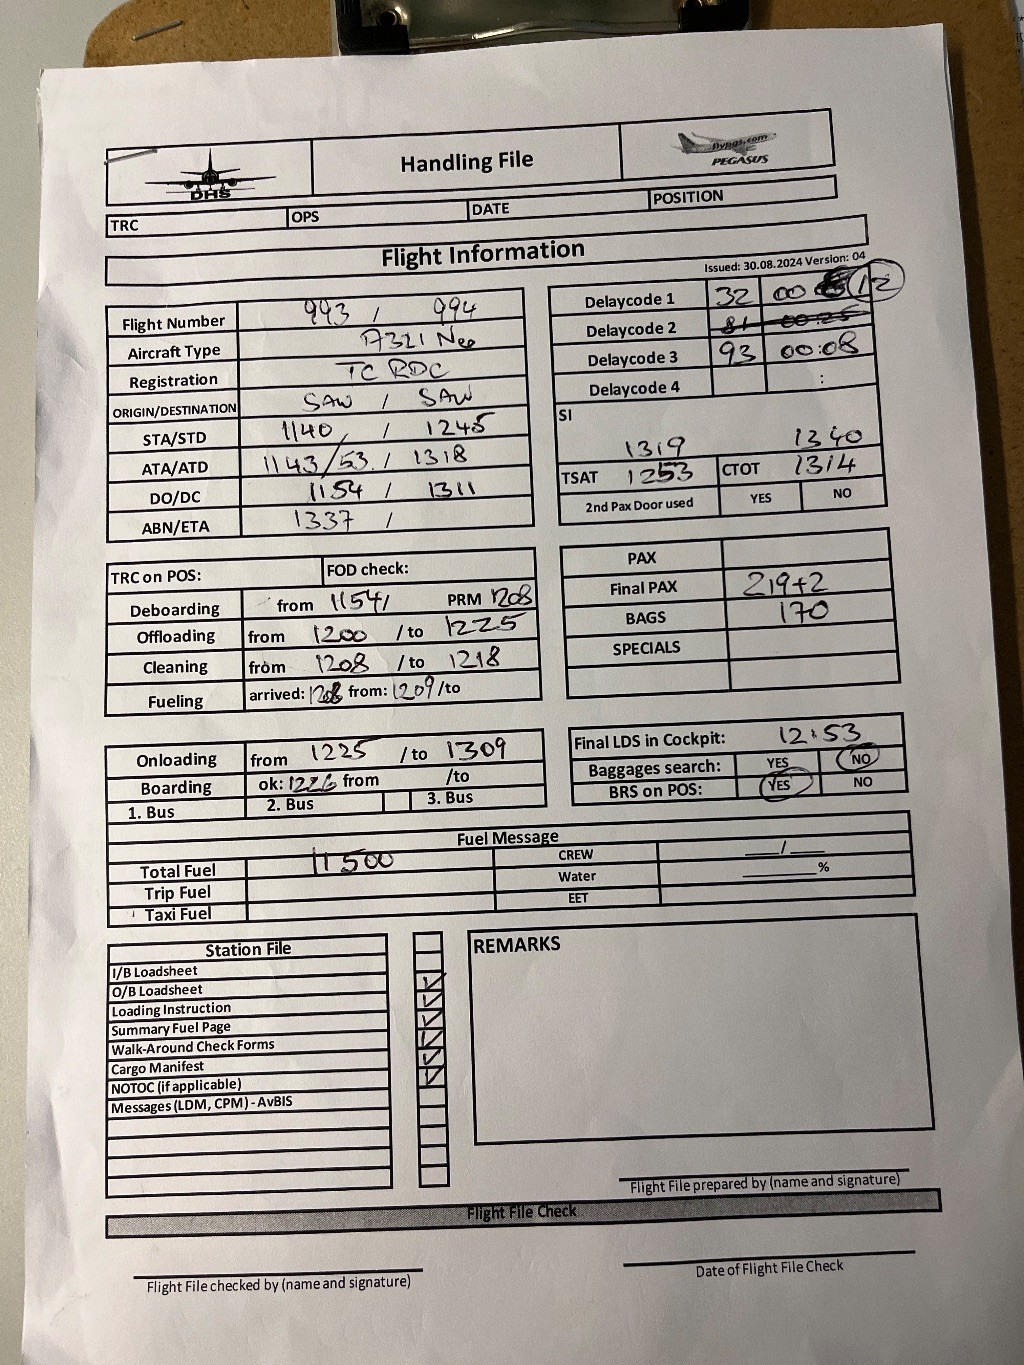 DHS
Handling File
flypgs.com
PEGASUS
TRC OPS DATE POSITION
Flight Information
Issued: 30.08.2024 Version: 04
Flight Number 993 / 994
Aircraft Type A321 Neo
Registration TC RDC
ORIGIN/DESTINATION SAW / SAW
STA/STD 1140 / 1245
ATA/ATD 1143/53 / 1318
DO/DC 1154 / 1311
ABN/ETA 1337 /
Delaycode 1 32 00 12
Delaycode 2 81 00:25
Delaycode 3 93 00:08
Delaycode 4 :
SI
1319 1340
TSAT 1253 CTOT 1314
2nd Pax Door used YES NO
TRC on POS: FOD check:
Deboarding from 1154/ PRM 1208
Offloading from 1200 / to 1225
Cleaning from 1208 / to 1218
Fueling arrived: 1208 from: 1209 /to
PAX
Final PAX 219+2
BAGS 170
SPECIALS
Onloading from 1225 / to 1309
Boarding ok: 1226 from /to
1. Bus 2. Bus 3. Bus
Final LDS in Cockpit: 12:53
Baggages search: YES NO
BRS on POS: YES NO
Fuel Message
Total Fuel 11500 CREW /
Trip Fuel Water %
Taxi Fuel EET
Station File
I/B Loadsheet
O/B Loadsheet
Loading Instruction
Summary Fuel Page
Walk-Around Check Forms
Cargo Manifest
NOTOC (if applicable)
Messages (LDM, CPM) - AvBIS
REMARKS
Flight File prepared by (name and signature)
Flight File Check
Flight File checked by (name and signature)
Date of Flight File Check